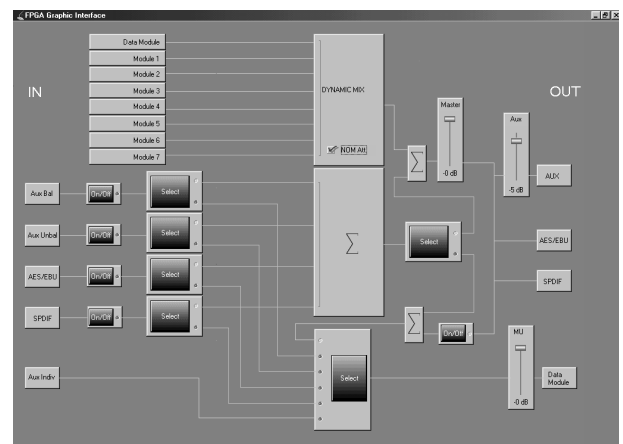 FPGA Graphic Interface
IN
OUT
Data Module
Module 1
Module 2
Module 3
Module 4
Module 5
Module 6
Module 7
DYNAMIC MIX
NOM Att
Master
-0 dB
Aux
-5 dB
AUX
Σ
Aux Bal
On/Off
Select
Aux Unbal
On/Off
Select
Σ
Select
AES/EBU
AES/EBU
On/Off
Select
SPDIF
SPDIF
On/Off
Select
Σ
On/Off
MU
-0 dB
Aux Indiv
Select
Data
Module